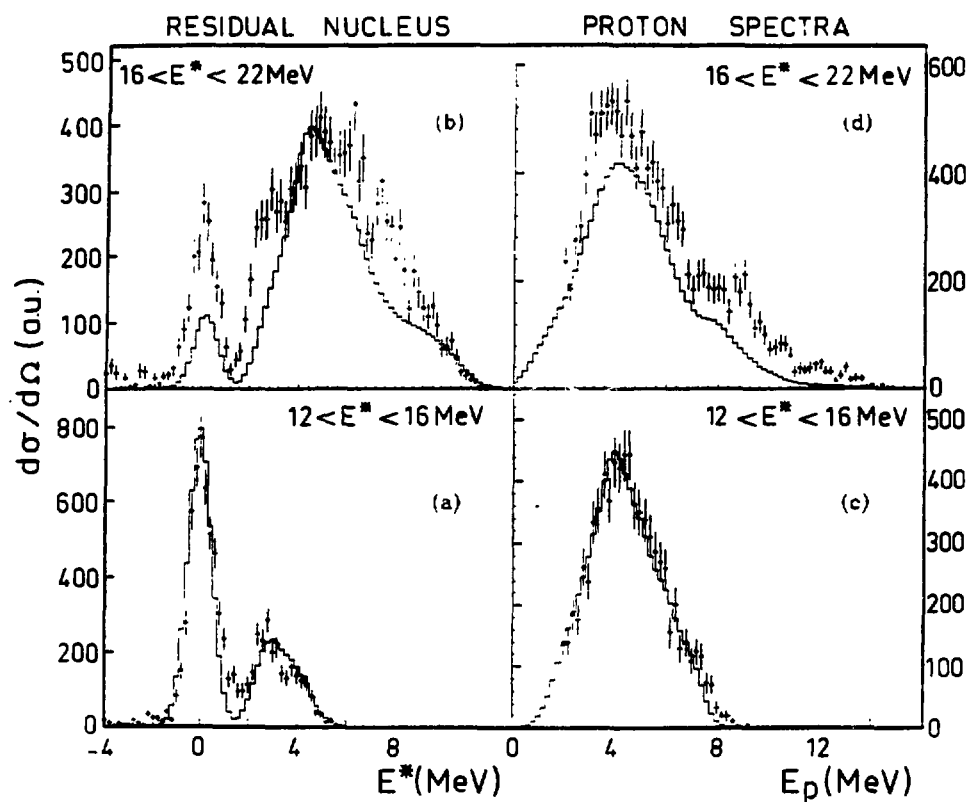 RESIDUAL NUCLEUS PROTON SPECTRA
500
400
300
200
100
0
16<E*<22MeV
(b)
16<E*<22MeV
(d)
600
400
200
0
dσ/dΩ (a.u.)
800
600
400
200
0
12<E*<16MeV
(a)
12<E*<16MeV
(c)
500
400
300
200
100
0
-4 0 4 8 0 4 8 12
E*(MeV) Ep(MeV)